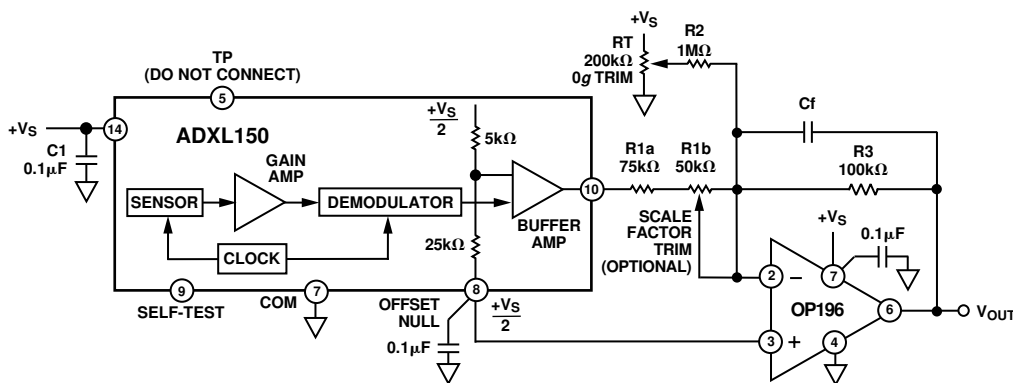 +VS
RT
200kΩ
0g TRIM
R2
1MΩ
TP
(DO NOT CONNECT)
5
+VS
14
C1
0.1µF
ADXL150
+VS
2
5kΩ
GAIN
AMP
SENSOR
DEMODULATOR
CLOCK
25kΩ
BUFFER
AMP
10
R1a
75kΩ
R1b
50kΩ
SCALE
FACTOR
TRIM
(OPTIONAL)
Cf
R3
100kΩ
+VS
0.1µF
9
SELF-TEST
COM
7
OFFSET
NULL
8
+VS
2
0.1µF
2
−
7
OP196
6
VOUT
3
+
4